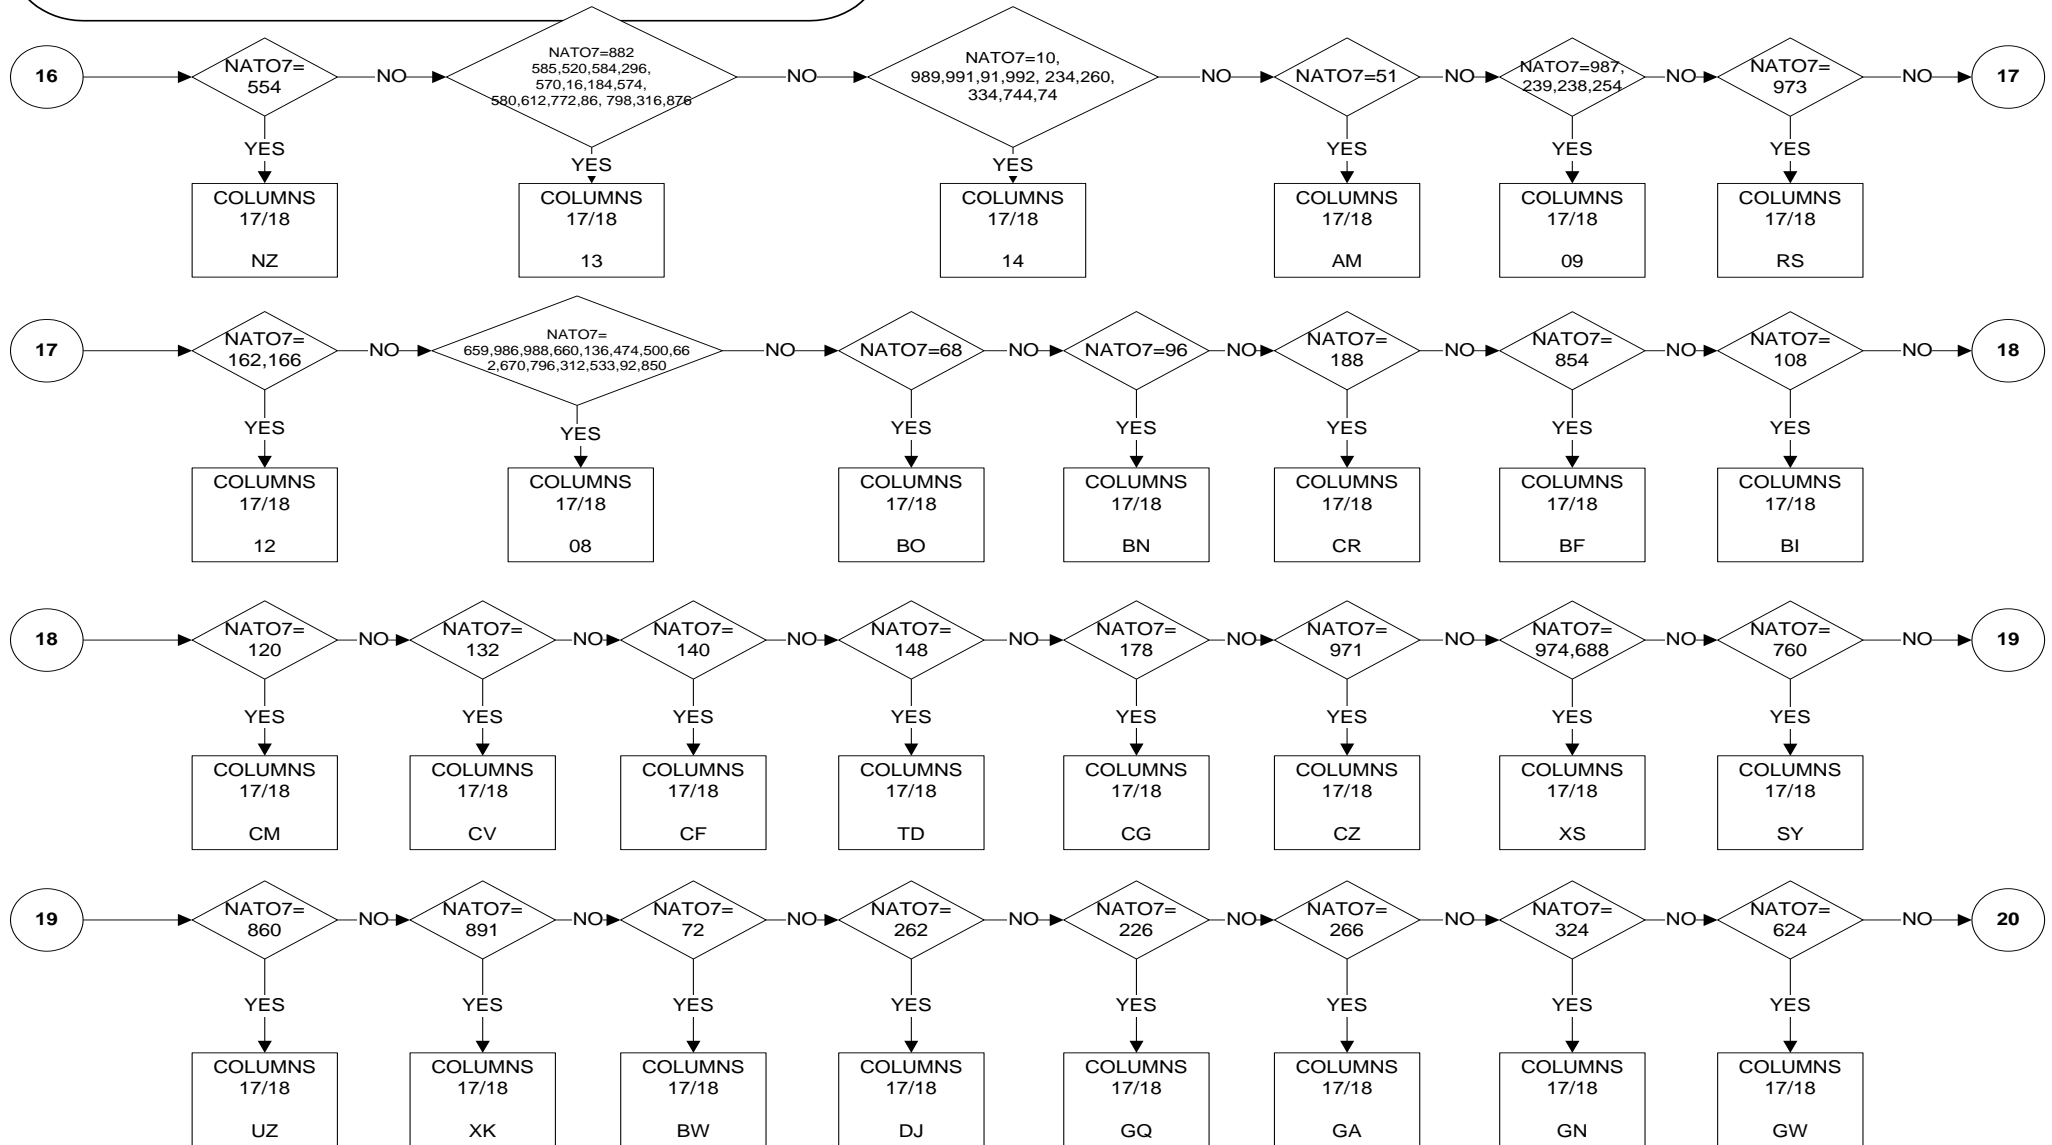 16
NATO7=
554
NO
NATO7=882
585,520,584,296,
570,16,184,574,
580,612,772,86, 798,316,876
NO
NATO7=10,
989,991,91,992, 234,260,
334,744,74
NO
NATO7=51
NO
NATO7=987,
239,238,254
NO
NATO7=
973
NO
17
YES
YES
YES
YES
YES
YES
COLUMNS
17/18
NZ
COLUMNS
17/18
13
COLUMNS
17/18
14
COLUMNS
17/18
AM
COLUMNS
17/18
09
COLUMNS
17/18
RS
17
NATO7=
162,166
NO
NATO7=
659,986,988,660,136,474,500,66
2,670,796,312,533,92,850
NO
NATO7=68
NO
NATO7=96
NO
NATO7=
188
NO
NATO7=
854
NO
NATO7=
108
NO
18
YES
YES
YES
YES
YES
YES
YES
COLUMNS
17/18
12
COLUMNS
17/18
08
COLUMNS
17/18
BO
COLUMNS
17/18
BN
COLUMNS
17/18
CR
COLUMNS
17/18
BF
COLUMNS
17/18
BI
18
NATO7=
120
NO
NATO7=
132
NO
NATO7=
140
NO
NATO7=
148
NO
NATO7=
178
NO
NATO7=
971
NO
NATO7=
974,688
NO
NATO7=
760
NO
19
YES
YES
YES
YES
YES
YES
YES
YES
COLUMNS
17/18
CM
COLUMNS
17/18
CV
COLUMNS
17/18
CF
COLUMNS
17/18
TD
COLUMNS
17/18
CG
COLUMNS
17/18
CZ
COLUMNS
17/18
XS
COLUMNS
17/18
SY
19
NATO7=
860
NO
NATO7=
891
NO
NATO7=
72
NO
NATO7=
262
NO
NATO7=
226
NO
NATO7=
266
NO
NATO7=
324
NO
NATO7=
624
NO
20
YES
YES
YES
YES
YES
YES
YES
YES
COLUMNS
17/18
UZ
COLUMNS
17/18
XK
COLUMNS
17/18
BW
COLUMNS
17/18
DJ
COLUMNS
17/18
GQ
COLUMNS
17/18
GA
COLUMNS
17/18
GN
COLUMNS
17/18
GW